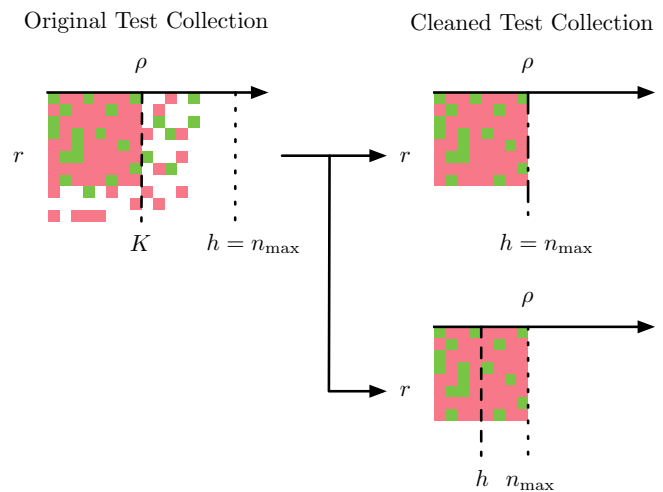 Original Test Collection
ρ
r
K
h = n_max
Cleaned Test Collection
ρ
r
h = n_max
ρ
r
h n_max